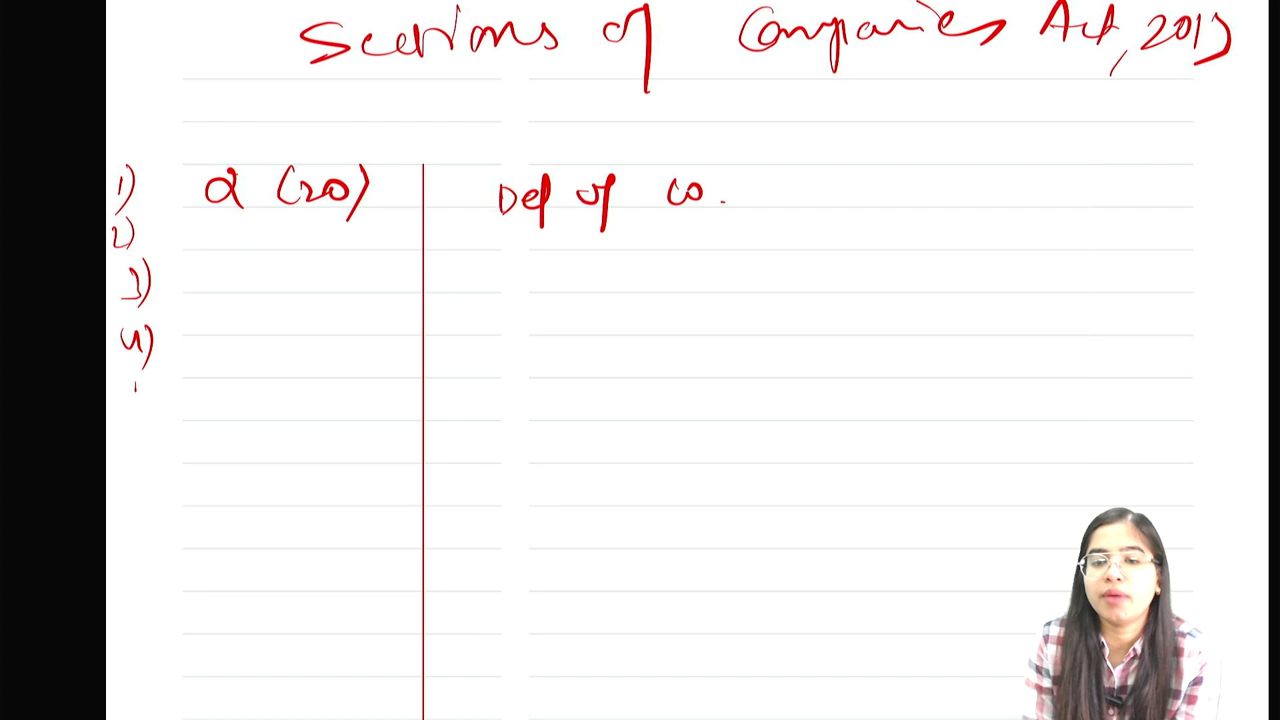 Sections of Companies Act, 2013
1) 2 (20) Def of Co.
2)
3)
4)